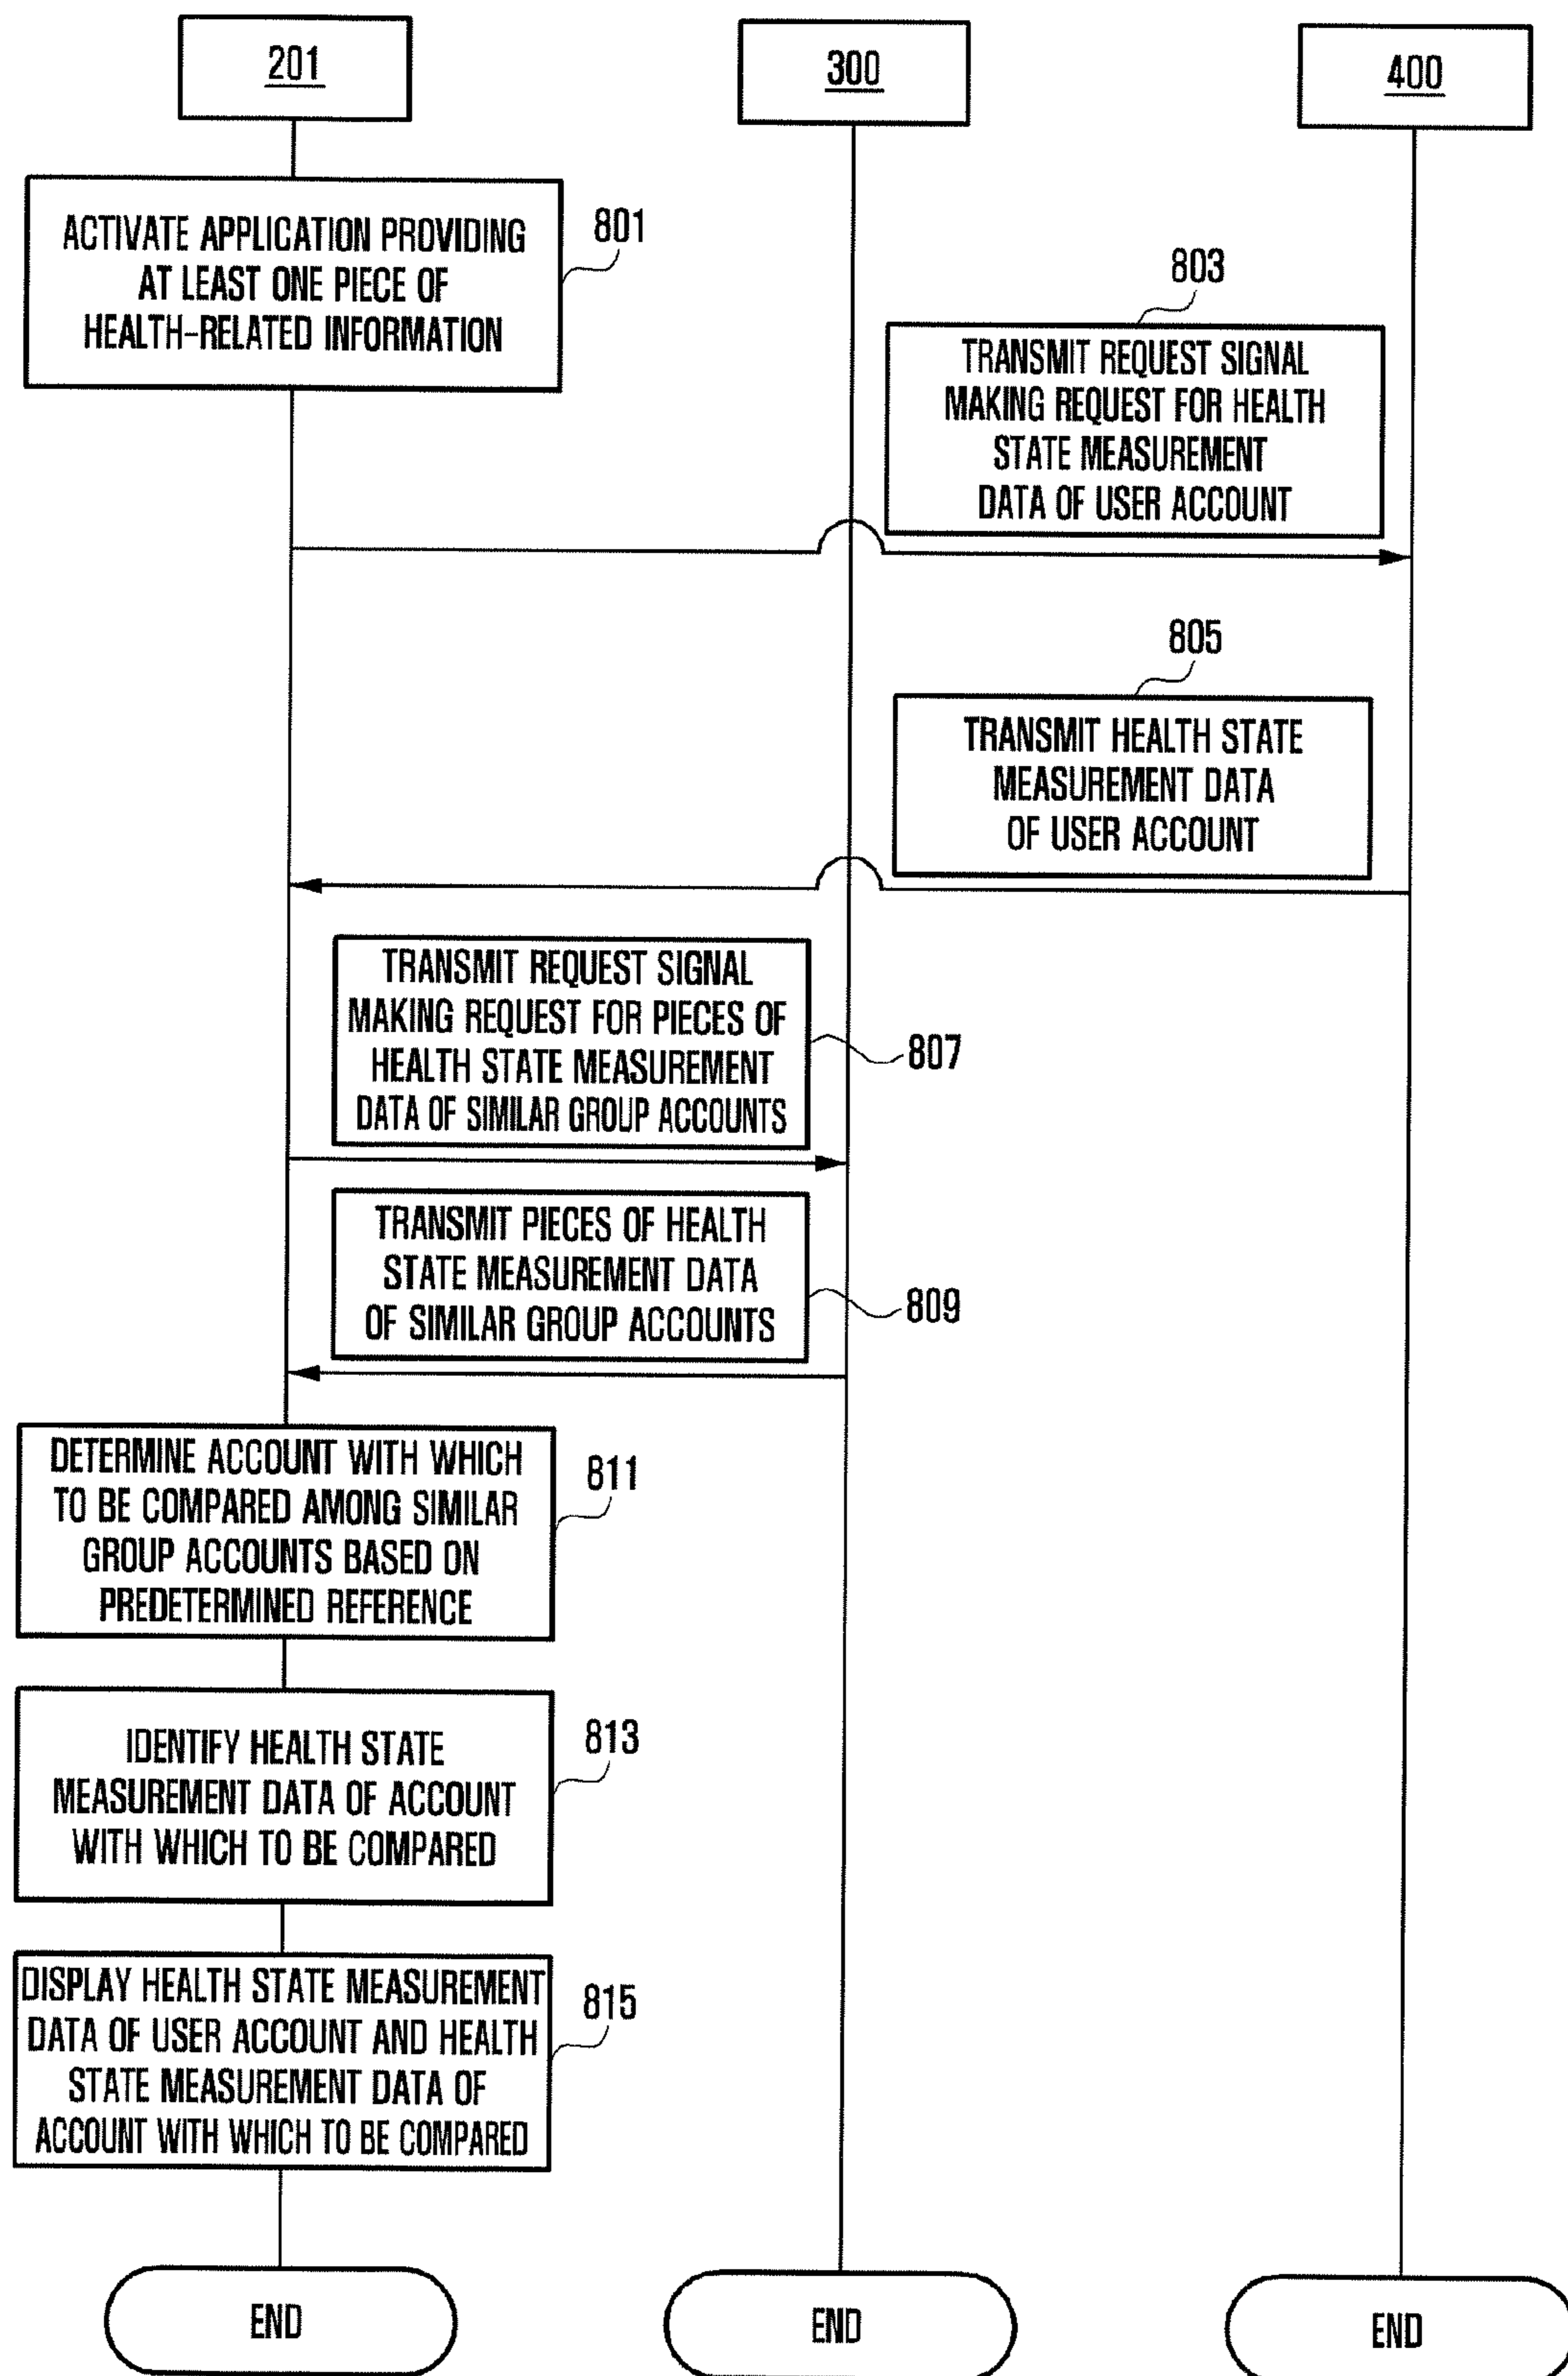 201
300
400
ACTIVATE APPLICATION PROVIDING
AT LEAST ONE PIECE OF
HEALTH-RELATED INFORMATION
801
803
TRANSMIT REQUEST SIGNAL
MAKING REQUEST FOR HEALTH
STATE MEASUREMENT
DATA OF USER ACCOUNT
805
TRANSMIT HEALTH STATE
MEASUREMENT DATA
OF USER ACCOUNT
TRANSMIT REQUEST SIGNAL
MAKING REQUEST FOR PIECES OF
HEALTH STATE MEASUREMENT
DATA OF SIMILAR GROUP ACCOUNTS
807
TRANSMIT PIECES OF HEALTH
STATE MEASUREMENT DATA
OF SIMILAR GROUP ACCOUNTS
809
DETERMINE ACCOUNT WITH WHICH
TO BE COMPARED AMONG SIMILAR
GROUP ACCOUNTS BASED ON
PREDETERMINED REFERENCE
811
IDENTIFY HEALTH STATE
MEASUREMENT DATA OF ACCOUNT
WITH WHICH TO BE COMPARED
813
DISPLAY HEALTH STATE MEASUREMENT
DATA OF USER ACCOUNT AND HEALTH
STATE MEASUREMENT DATA OF
ACCOUNT WITH WHICH TO BE COMPARED
815
END
END
END